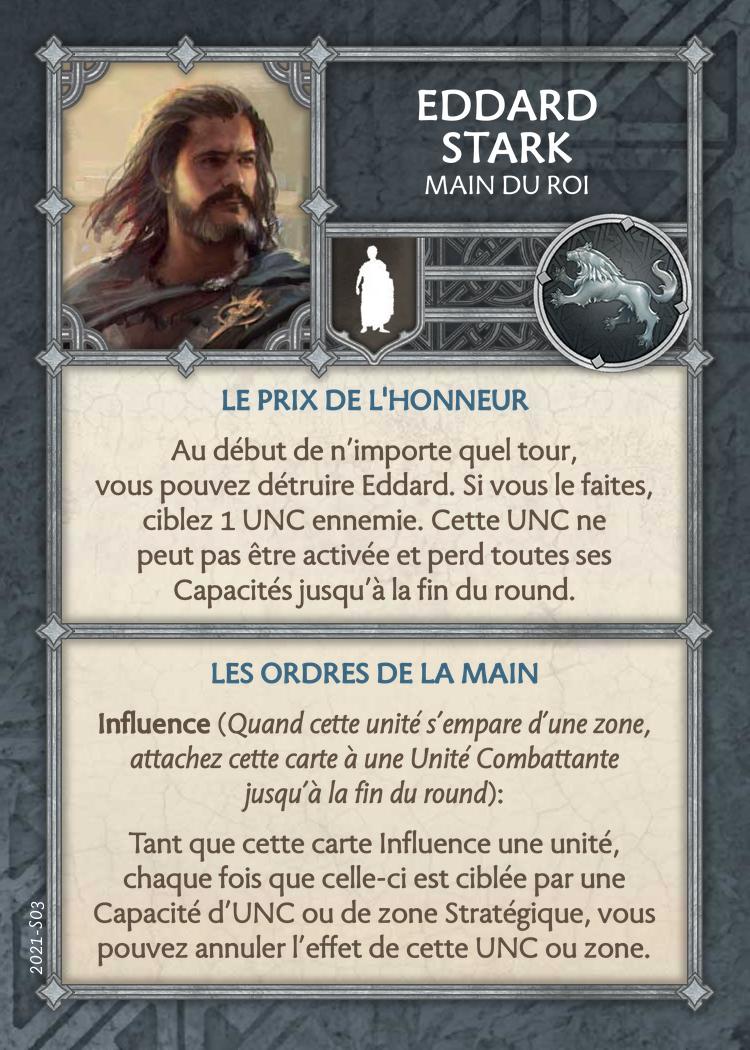 EDDARD
STARK
MAIN DU ROI
LE PRIX DE L'HONNEUR
Au début de n’importe quel tour,
vous pouvez détruire Eddard. Si vous le faites,
ciblez 1 UNC ennemie. Cette UNC ne
peut pas être activée et perd toutes ses
Capacités jusqu’à la fin du round.
LES ORDRES DE LA MAIN
Influence (Quand cette unité s’empare d’une zone,
attachez cette carte à une Unité Combattante
jusqu’à la fin du round):
Tant que cette carte Influence une unité,
chaque fois que celle-ci est ciblée par une
Capacité d’UNC ou de zone Stratégique, vous
pouvez annuler l’effet de cette UNC ou zone.
2021-S03